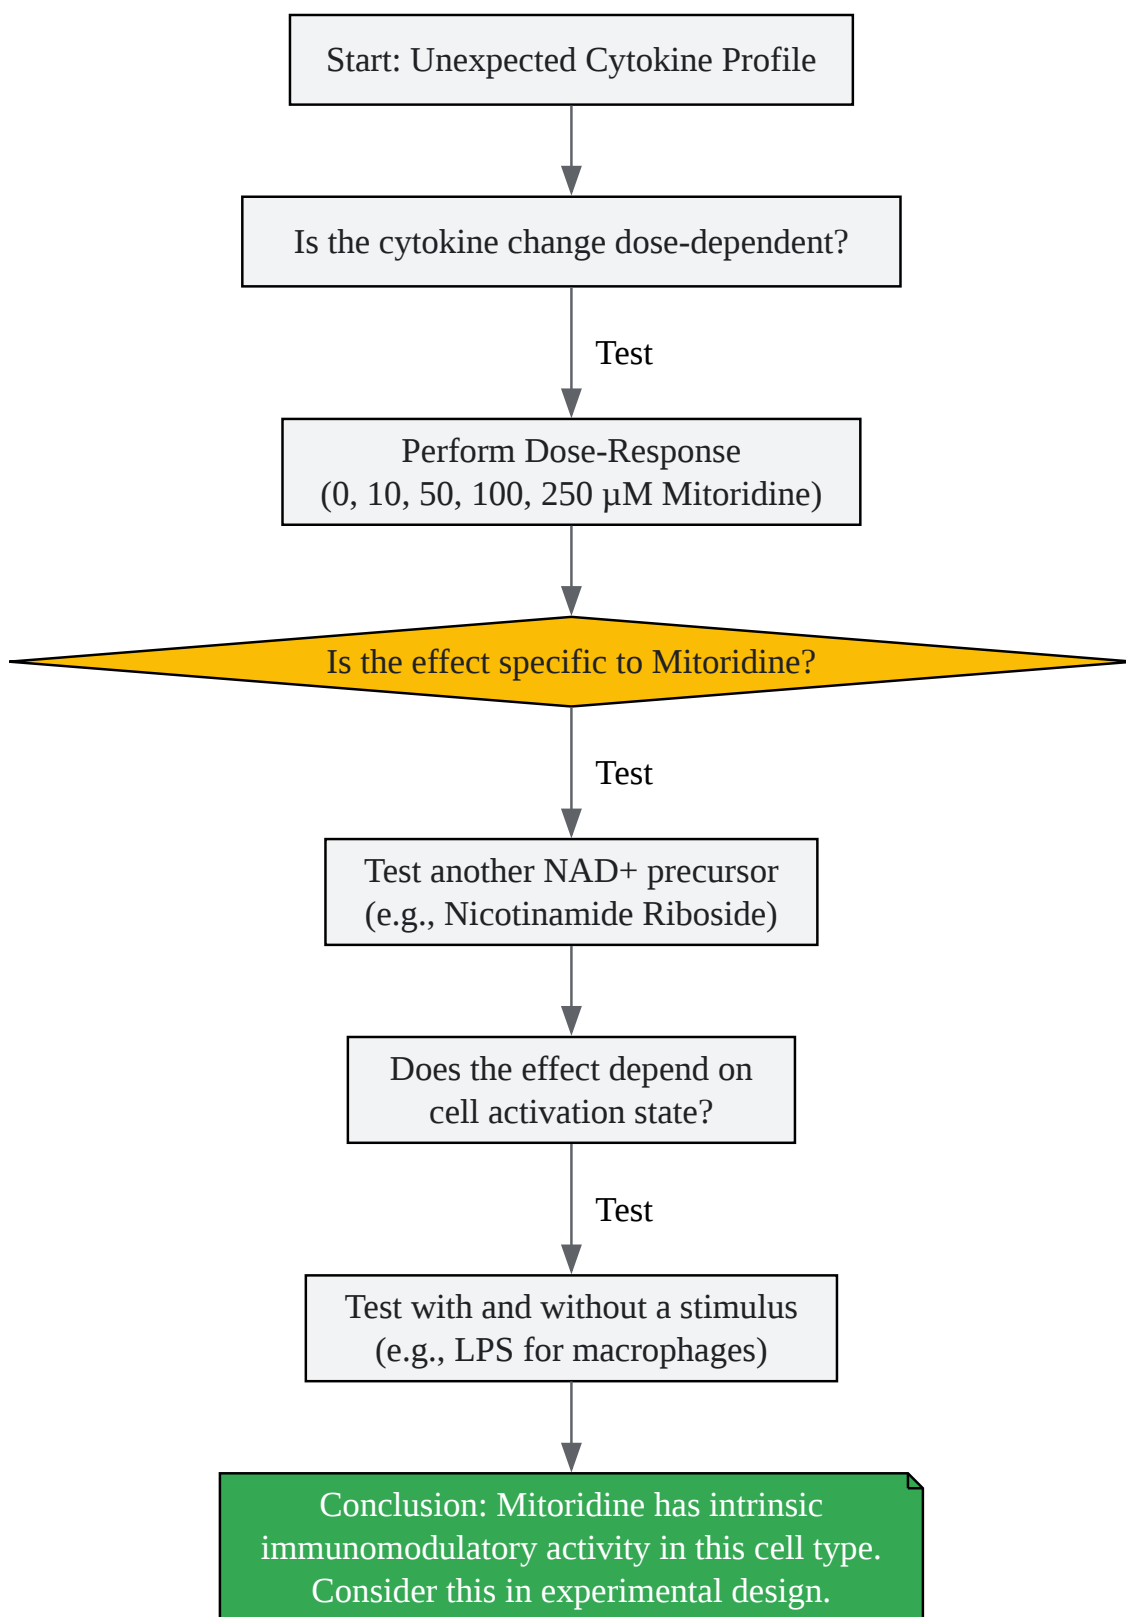 Start: Unexpected Cytokine Profile
Is the cytokine change dose-dependent?
Test
Perform Dose-Response
(0, 10, 50, 100, 250 µM Mitoridine)
Is the effect specific to Mitoridine?
Test
Test another NAD+ precursor
(e.g., Nicotinamide Riboside)
Does the effect depend on
cell activation state?
Test
Test with and without a stimulus
(e.g., LPS for macrophages)
Conclusion: Mitoridine has intrinsic
immunomodulatory activity in this cell type.
Consider this in experimental design.